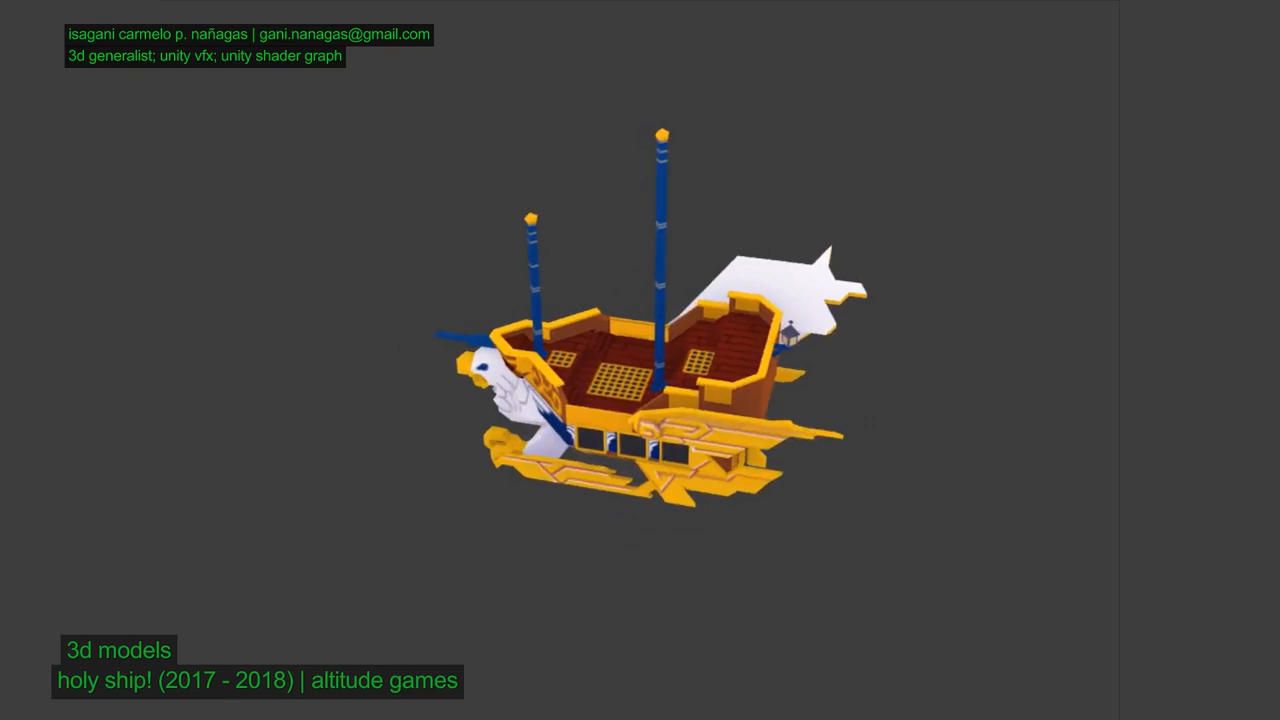 isagani carmelo p. nañagas | gani.nanagas@gmail.com
3d generalist; unity vfx; unity shader graph
3d models
holy ship! (2017 - 2018) | altitude games